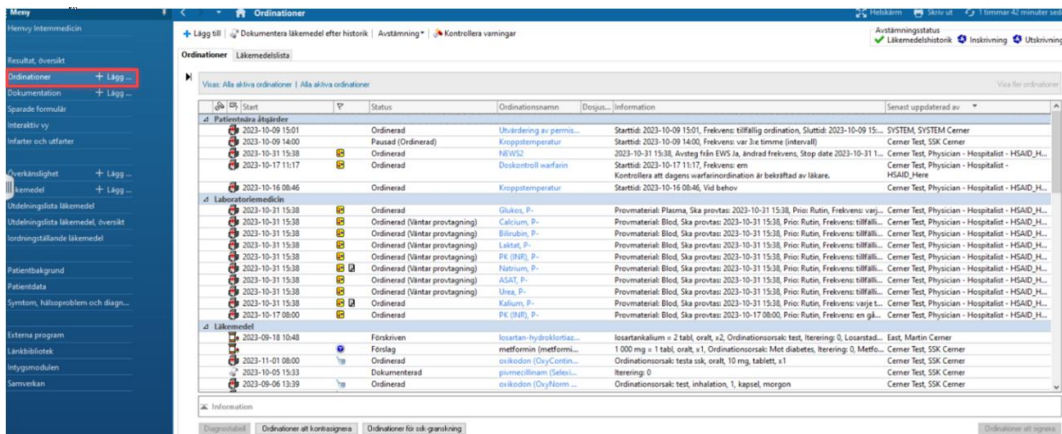 Meny
Ordinationer
Helskärm Skriv ut 1 timmar 42 minuter sed
Hemvy Internmedicin
Resultat, översikt
Ordinationer + Lägg ...
Dokumentation + Lägg ...
Sparade formulär
Interaktiv vy
Infarter och utfarter
Överkänslighet + Lägg ...
kemedel + Lägg ...
Utdelningslista läkemedel
Utdelningslista läkemedel, översikt
Iordningställande läkemedel
Patientbakgrund
Patientdata
Symtom, hälsoproblem och diagn...
Externa program
Länkbibliotek
Intygsmodulen
Samverkan
+ Lägg till Dokumentera läkemedel efter historik Avstämning Kontrollera varningar
Avstämningsstatus
Läkemedelshistorik Inskrivning Utskrivning
Ordinationer Läkemedelslista
Visas: Alla aktiva ordinationer | Alla aktiva ordinationer
Visa fler ordinationer
Start Status Ordinationsnamn Dosjus... Information Senast uppdaterad av
Patientnära åtgärder
2023-10-09 15:01 Ordinerad Utvärdering av permis... Starttid: 2023-10-09 15:01, Frekvens: tillfällig ordination, Sluttid: 2023-10-09 15:... SYSTEM, SYSTEM Cerner
2023-10-09 14:00 Pausad (Ordinerad) Kroppstemperatur Starttid: 2023-10-09 14:00, Frekvens: var 3:e timme (intervall) Cerner Test, Physician - Hospitalist - HSAID_H...
2023-10-31 15:38 Ordinerad NEWS2 2023-10-31 15:38, Avsteg från EWS Ja, ändrad frekvens, Stop date 2023-10-31 1... Cerner Test, Physician - Hospitalist - HSAID_H...
2023-10-17 11:17 Ordinerad Doskontroll warfarin Starttid: 2023-10-17 11:17, Frekvens: em Cerner Test, Physician - Hospitalist -
Kontrollera att dagens warfarinordination är bekräftad av läkare. HSAID_Here
2023-10-16 08:46 Ordinerad Kroppstemperatur Starttid: 2023-10-16 08:46, Vid behov Cerner Test, Physician - Hospitalist - HSAID_H...
Laboratoriemedicin
2023-10-31 15:38 Ordinerad Glukos, P- Provmaterial: Plasma, Ska provtas: 2023-10-31 15:38, Prio: Rutin, Frekvens: varj... Cerner Test, Physician - Hospitalist - HSAID_H...
2023-10-31 15:38 Ordinerad (Väntar provtagning) Calcium, P- Provmaterial: Blod, Ska provtas: 2023-10-31 15:38, Prio: Rutin, Frekvens: tillfälli... Cerner Test, Physician - Hospitalist - HSAID_H...
2023-10-31 15:38 Ordinerad (Väntar provtagning) Bilirubin, P- Provmaterial: Blod, Ska provtas: 2023-10-31 15:38, Prio: Rutin, Frekvens: tillfälli... Cerner Test, Physician - Hospitalist - HSAID_H...
2023-10-31 15:38 Ordinerad (Väntar provtagning) Laktat, P- Provmaterial: Blod, Ska provtas: 2023-10-31 15:38, Prio: Rutin, Frekvens: tillfälli... Cerner Test, Physician - Hospitalist - HSAID_H...
2023-10-31 15:38 Ordinerad (Väntar provtagning) PK (INR), P- Provmaterial: Blod, Ska provtas: 2023-10-31 15:38, Prio: Rutin, Frekvens: tillfälli... Cerner Test, Physician - Hospitalist - HSAID_H...
2023-10-31 15:38 Ordinerad (Väntar provtagning) Natrium, P- Provmaterial: Blod, Ska provtas: 2023-10-31 15:38, Prio: Rutin, Frekvens: tillfälli... Cerner Test, Physician - Hospitalist - HSAID_H...
2023-10-31 15:38 Ordinerad (Väntar provtagning) ASAT, P- Provmaterial: Blod, Ska provtas: 2023-10-31 15:38, Prio: Rutin, Frekvens: tillfälli... Cerner Test, Physician - Hospitalist - HSAID_H...
2023-10-31 15:38 Ordinerad (Väntar provtagning) Urea, P- Provmaterial: Blod, Ska provtas: 2023-10-31 15:38, Prio: Rutin, Frekvens: tillfälli... Cerner Test, Physician - Hospitalist - HSAID_H...
2023-10-31 15:38 Ordinerad Kalium, P- Provmaterial: Blod, Ska provtas: 2023-10-31 15:38, Prio: Rutin, Frekvens: varje t... Cerner Test, Physician - Hospitalist - HSAID_H...
2023-10-17 08:00 Ordinerad PK (INR), P- Provmaterial: Blod, Ska provtas: 2023-10-17 08:00, Prio: Rutin, Frekvens: en gå... Cerner Test, Physician - Hospitalist - HSAID_H...
Läkemedel
2023-09-18 10:48 Förskriven losartan-hydroklortiaz... losartankalium = 2 tabl, oralt, x2, Ordinationsorsak: test, Iterering: 0, Losarstad... East, Martin Cerner
Förslag metformin (metformi... 1 000 mg = 1 tabl, oralt, x1, Ordinationsorsak: Mot diabetes, Iterering: 0, Metfo... Cerner Test, SSK Cerner
2023-11-01 08:00 Ordinerad oxikodon (OxyContin... Ordinationsorsak: testa ssk, oralt, 10 mg, tablett, x1 Cerner Test, SSK Cerner
2023-10-05 15:33 Dokumenterad pivmecillinam (Selexi... Iterering: 0 Cerner Test, SSK Cerner
2023-09-06 13:39 Ordinerad oxikodon (OxyNorm ... Ordinationsorsak: test, inhalation, 1, kapsel, morgon Cerner Test, SSK Cerner
Information
Diagnostabell Ordinationer att kontrasignera Ordinationer för ssk-granskning Ordinationer att signera